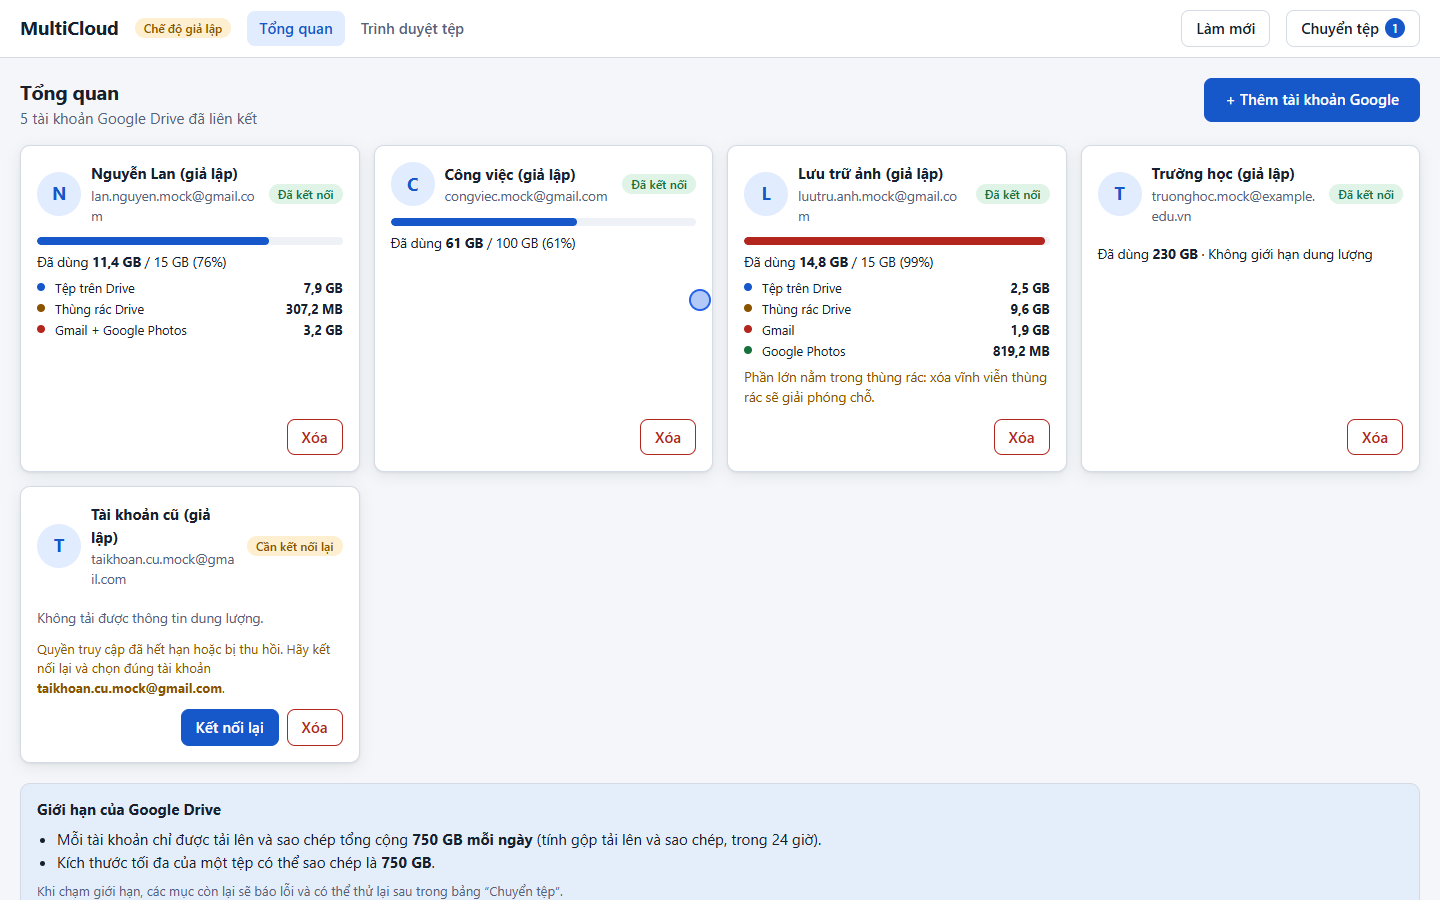 MultiCloud Chế độ giả lập Tổng quan Trình duyệt tệp Làm mới Chuyển tệp 1
Tổng quan
5 tài khoản Google Drive đã liên kết
+ Thêm tài khoản Google
N
Nguyễn Lan (giả lập)
lan.nguyen.mock@gmail.co
m
Đã kết nối
Đã dùng 11,4 GB / 15 GB (76%)
Tệp trên Drive 7,9 GB
Thùng rác Drive 307,2 MB
Gmail + Google Photos 3,2 GB
Xóa
C
Công việc (giả lập)
congviec.mock@gmail.com
Đã kết nối
Đã dùng 61 GB / 100 GB (61%)
Xóa
L
Lưu trữ ảnh (giả lập)
luutru.anh.mock@gmail.co
m
Đã kết nối
Đã dùng 14,8 GB / 15 GB (99%)
Tệp trên Drive 2,5 GB
Thùng rác Drive 9,6 GB
Gmail 1,9 GB
Google Photos 819,2 MB
Phần lớn nằm trong thùng rác: xóa vĩnh viễn thùng
rác sẽ giải phóng chỗ.
Xóa
T
Trường học (giả lập)
truonghoc.mock@example.
edu.vn
Đã kết nối
Đã dùng 230 GB · Không giới hạn dung lượng
Xóa
T
Tài khoản cũ (giả
lập)
taikhoan.cu.mock@gma
il.com
Cần kết nối lại
Không tải được thông tin dung lượng.
Quyền truy cập đã hết hạn hoặc bị thu hồi. Hãy kết
nối lại và chọn đúng tài khoản
taikhoan.cu.mock@gmail.com.
Kết nối lại Xóa
Giới hạn của Google Drive
• Mỗi tài khoản chỉ được tải lên và sao chép tổng cộng 750 GB mỗi ngày (tính gộp tải lên và sao chép, trong 24 giờ).
• Kích thước tối đa của một tệp có thể sao chép là 750 GB.
Khi chạm giới hạn, các mục còn lại sẽ báo lỗi và có thể thử lại sau trong bảng “Chuyển tệp”.